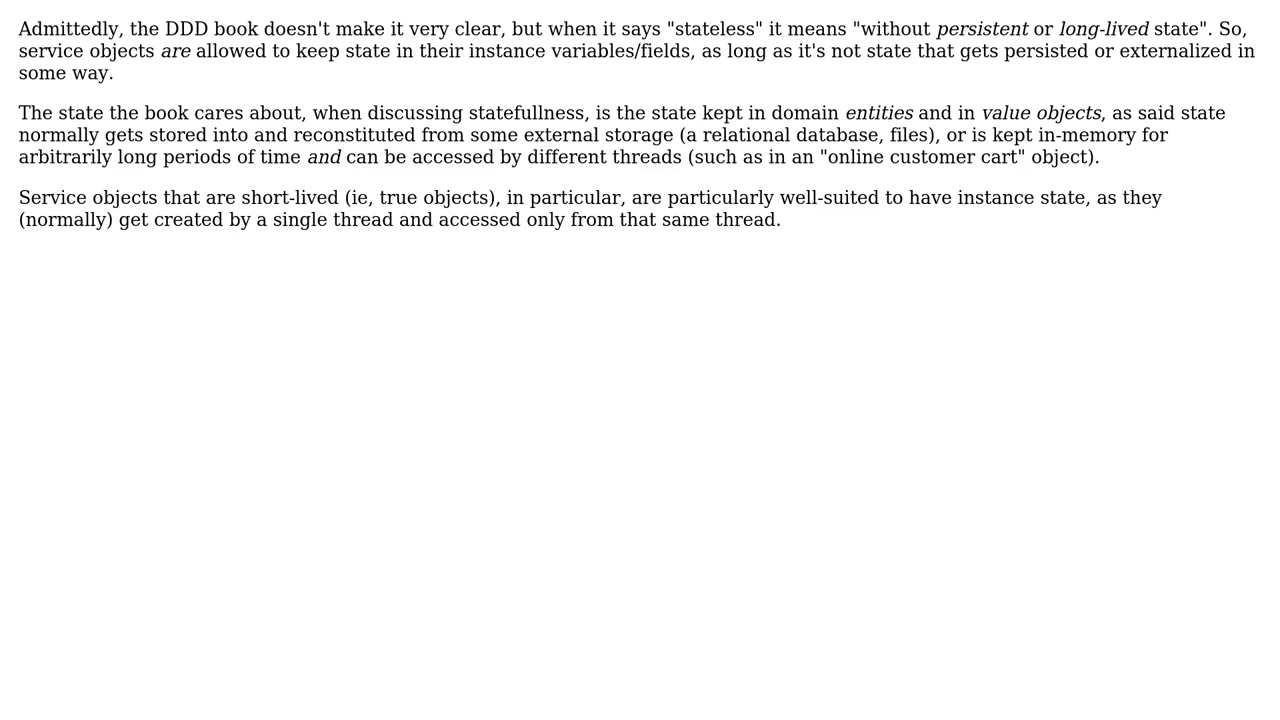 Admittedly, the DDD book doesn't make it very clear, but when it says "stateless" it means "without persistent or long-lived state". So,
service objects are allowed to keep state in their instance variables/fields, as long as it's not state that gets persisted or externalized in
some way.
The state the book cares about, when discussing statefullness, is the state kept in domain entities and in value objects, as said state
normally gets stored into and reconstituted from some external storage (a relational database, files), or is kept in-memory for
arbitrarily long periods of time and can be accessed by different threads (such as in an "online customer cart" object).
Service objects that are short-lived (ie, true objects), in particular, are particularly well-suited to have instance state, as they
(normally) get created by a single thread and accessed only from that same thread.